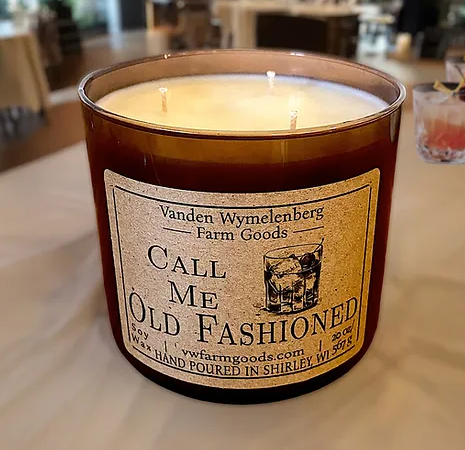 Vanden Wymelenberg
Farm Goods
CALL
ME
OLD FASHIONED
Soy
Wax
vwfarmgoods.com
20 oz/
597 g
HAND POURED IN SHIRLEY, WI